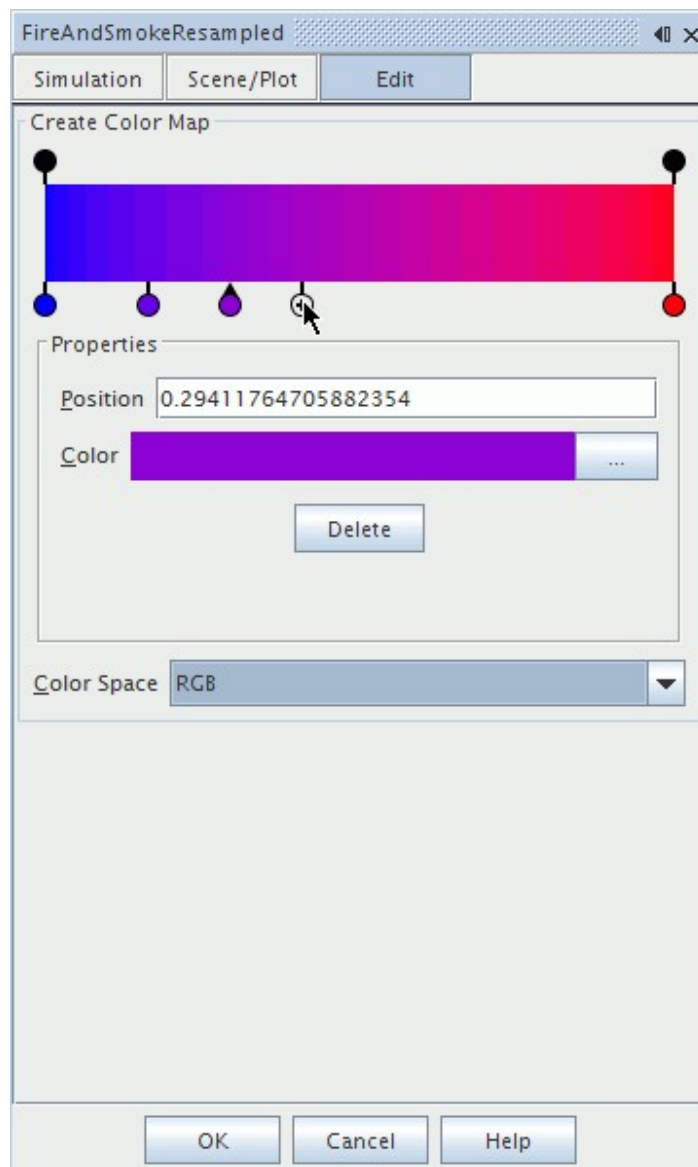 FireAndSmokeResampled
Simulation Scene/Plot Edit
Create Color Map
Properties
Position 0.29411764705882354
Color ...
Delete
Color Space RGB
OK Cancel Help